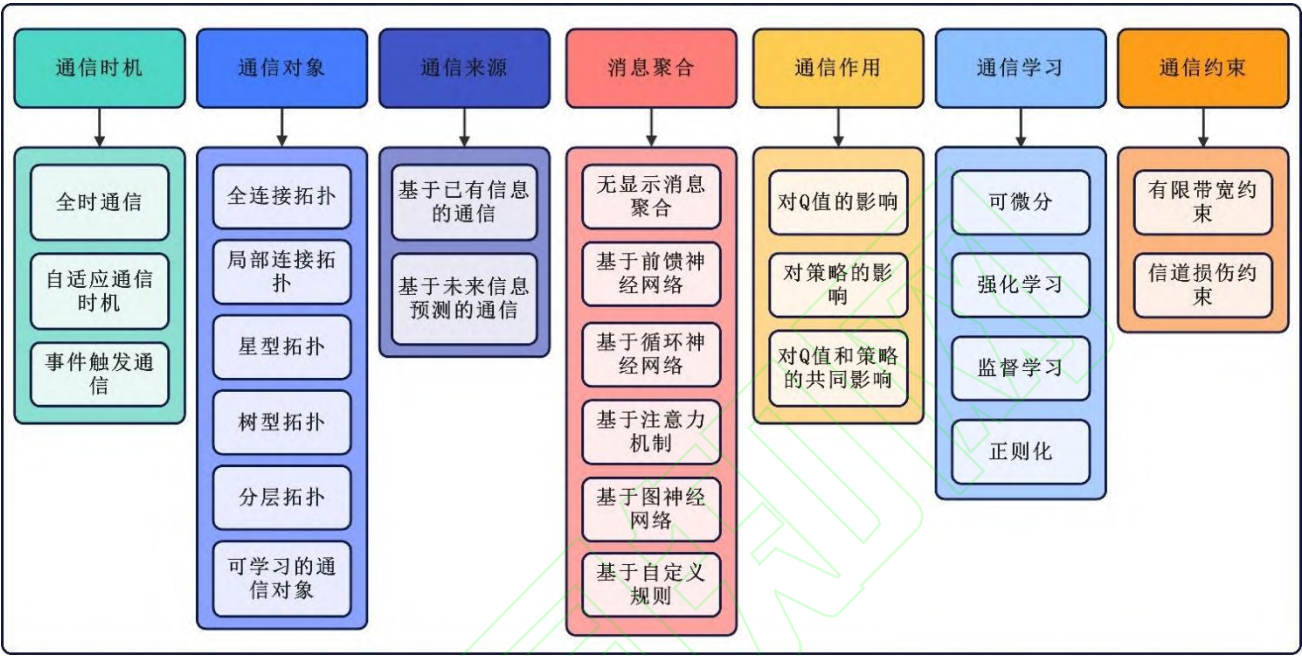 通信时机
全时通信
自适应通信
时机
事件触发通
信
通信对象
全连接拓扑
局部连接拓
扑
星型拓扑
树型拓扑
分层拓扑
可学习的通
信对象
通信来源
基于已有信息
的通信
基于未来信息
预测的通信
消息聚合
无显示消息
聚合
基于前馈神
经网络
基于循环神
经网络
基于注意力
机制
基于图神经
网络
基于自定义
规则
通信作用
对Q值的影响
对策略的影
响
对Q值和策略
的共同影响
通信学习
可微分
强化学习
监督学习
正则化
通信约束
有限带宽约
束
信道损伤约
束